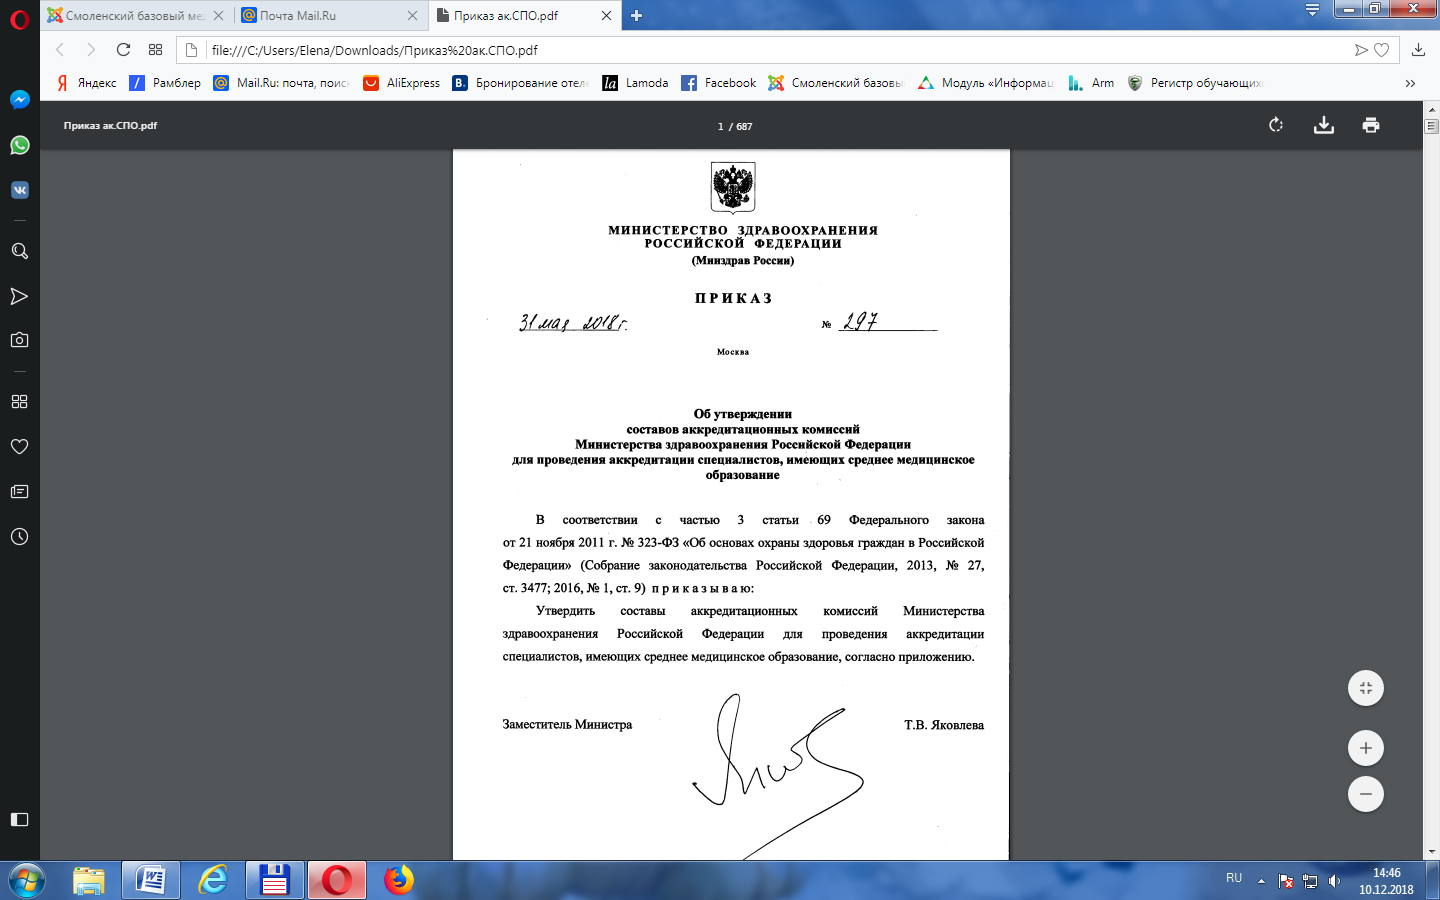 Смоленский базовый ме
Почта Mail.Ru
Приказ ак.СПО.pdf
file:///C:/Users/Elena/Downloads/Приказ%20ак.СПО.pdf
Яндекс
Рамблер
Mail.Ru: почта, поиск
AliExpress
Бронирование отеле
Lamoda
Facebook
Смоленский базовы
Модуль «Информац
Arm
Регистр обучающихс
Приказ ак.СПО.pdf
1 / 687
МИНИСТЕРСТВО ЗДРАВООХРАНЕНИЯ
РОССИЙСКОЙ ФЕДЕРАЦИИ
(Минздрав России)
ПРИКАЗ
31 мая 2018 г.
№ 297
Москва
Об утверждении
составов аккредитационных комиссий
Министерства здравоохранения Российской Федерации
для проведения аккредитации специалистов, имеющих среднее медицинское
образование
В соответствии с частью 3 статьи 69 Федерального закона
от 21 ноября 2011 г. № 323-ФЗ «Об основах охраны здоровья граждан в Российской
Федерации» (Собрание законодательства Российской Федерации, 2013, № 27,
ст. 3477; 2016, № 1, ст. 9) п р и к а з ы в а ю:
Утвердить составы аккредитационных комиссий Министерства
здравоохранения Российской Федерации для проведения аккредитации
специалистов, имеющих среднее медицинское образование, согласно приложению.
Заместитель Министра
Т.В. Яковлева
RU
14:46
10.12.2018